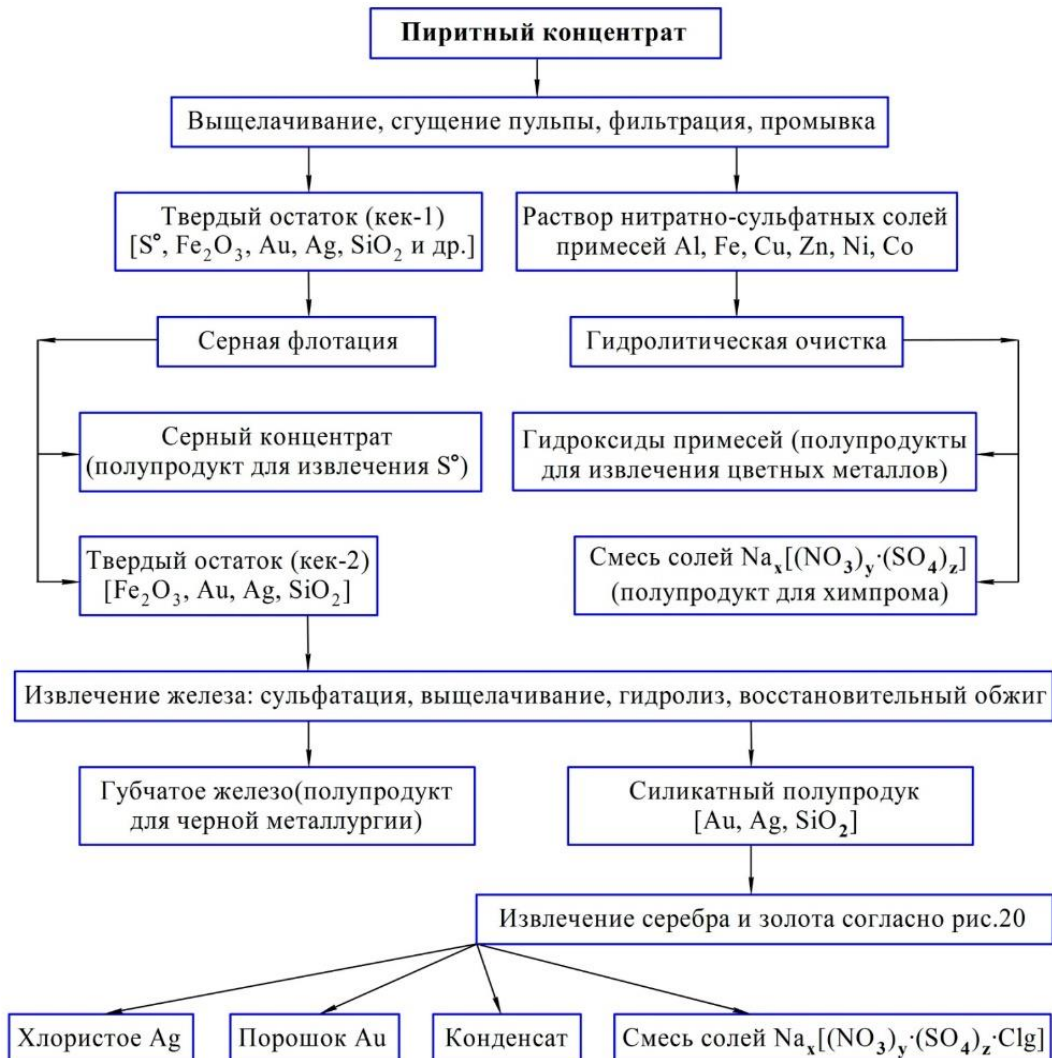 Пиритный концентрат
Выщелачивание, сгущение пульпы, фильтрация, промывка
Твердый остаток (кек-1)
[S°, Fe₂O₃, Au, Ag, SiO₂ и др.]
Раствор нитратно-сульфатных солей
примесей Al, Fe, Cu, Zn, Ni, Co
Серная флотация
Гидролитическая очистка
Серный концентрат
(полупродукт для извлечения S°)
Гидроксиды примесей (полупродукты
для извлечения цветных металлов)
Твердый остаток (кек-2)
[Fe₂O₃, Au, Ag, SiO₂]
Смесь солей Naₓ[(NO₃)ᵧ·(SO₄)z]
(полупродукт для химпрома)
Извлечение железа: сульфатация, выщелачивание, гидролиз, восстановительный обжиг
Губчатое железо(полупродукт
для черной металлургии)
Силикатный полупродук
[Au, Ag, SiO₂]
Извлечение серебра и золота согласно рис.20
Хлористое Ag
Порошок Au
Конденсат
Смесь солей Naₓ[(NO₃)ᵧ·(SO₄)z·Clg]